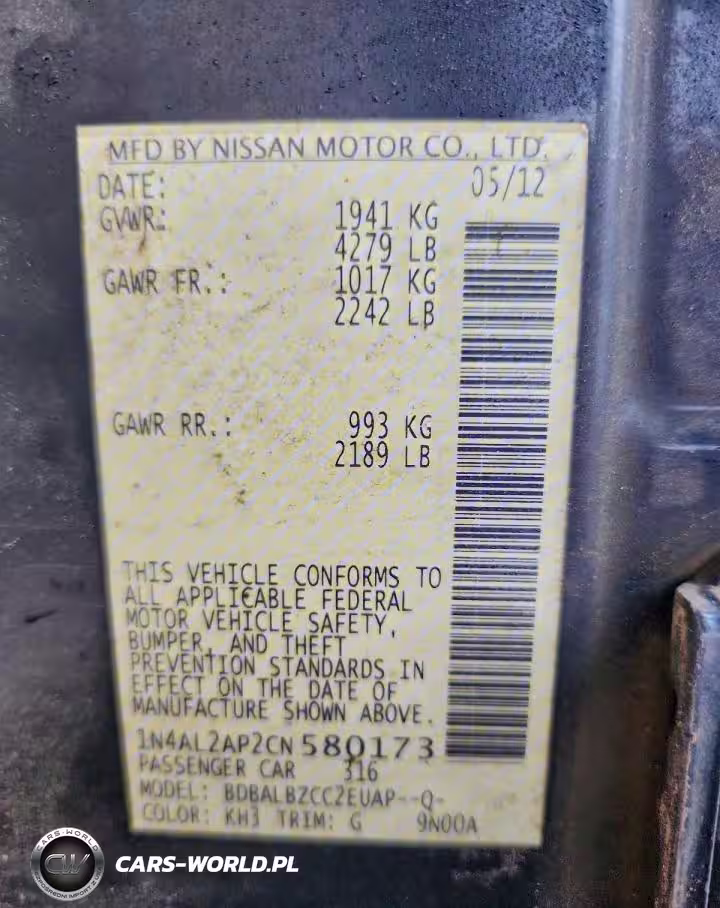 MFD BY NISSAN MOTOR CO., LTD.
DATE: 05/12
GVWR: 1941 KG
4279 LB
GAWR FR.: 1017 KG
2242 LB
GAWR RR.: 993 KG
2189 LB
THIS VEHICLE CONFORMS TO
ALL APPLICABLE FEDERAL
MOTOR VEHICLE SAFETY,
BUMPER, AND THEFT
PREVENTION STANDARDS IN
EFFECT ON THE DATE OF
MANUFACTURE SHOWN ABOVE.
1N4AL2AP2CN580173
PASSENGER CAR 316
MODEL: BDBALBZCC2EUAP--Q-
COLOR: KH3 TRIM: G 9N00A
CARS-WORLD
CW
CARS-WORLD.PL